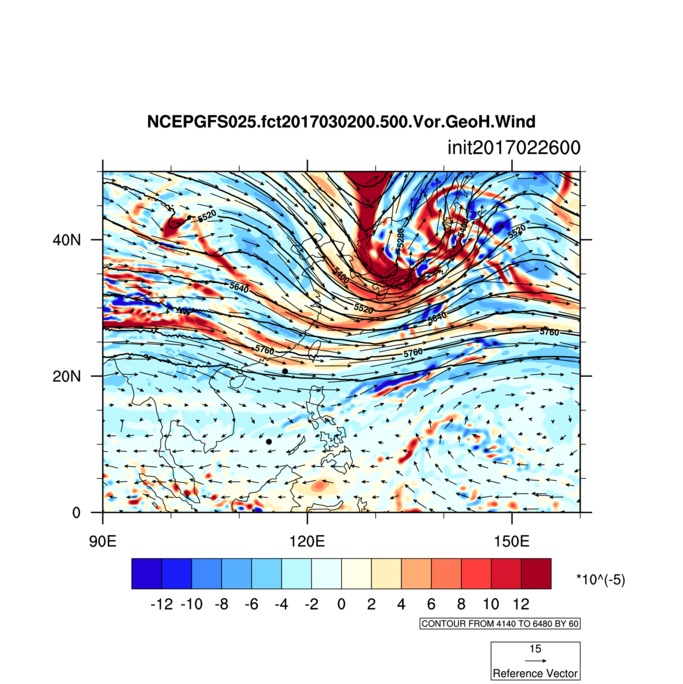 NCEPGFS025.fct2017030200.500.Vor.GeoH.Wind
init2017022600
5520
5280
5520
40N
5400
5640
5520
5640
5760
5760
5760
20N
0
90E 120E 150E
-12 -10 -8 -6 -4 -2 0 2 4 6 8 10 12
*10^(-5)
CONTOUR FROM 4140 TO 6480 BY 60
15
Reference Vector